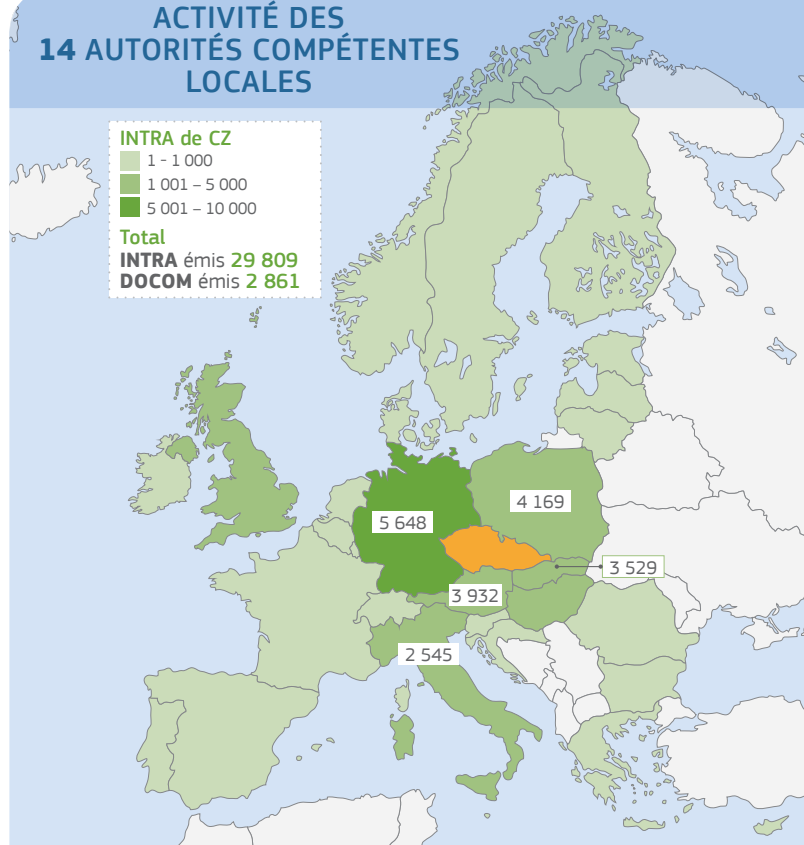 ACTIVITÉ DES
14 AUTORITÉS COMPÉTENTES
LOCALES
INTRA de CZ
1 - 1 000
1 001 – 5 000
5 001 – 10 000
Total
INTRA émis 29 809
DOCOM émis 2 861
4 169
5 648
3 529
3 932
2 545